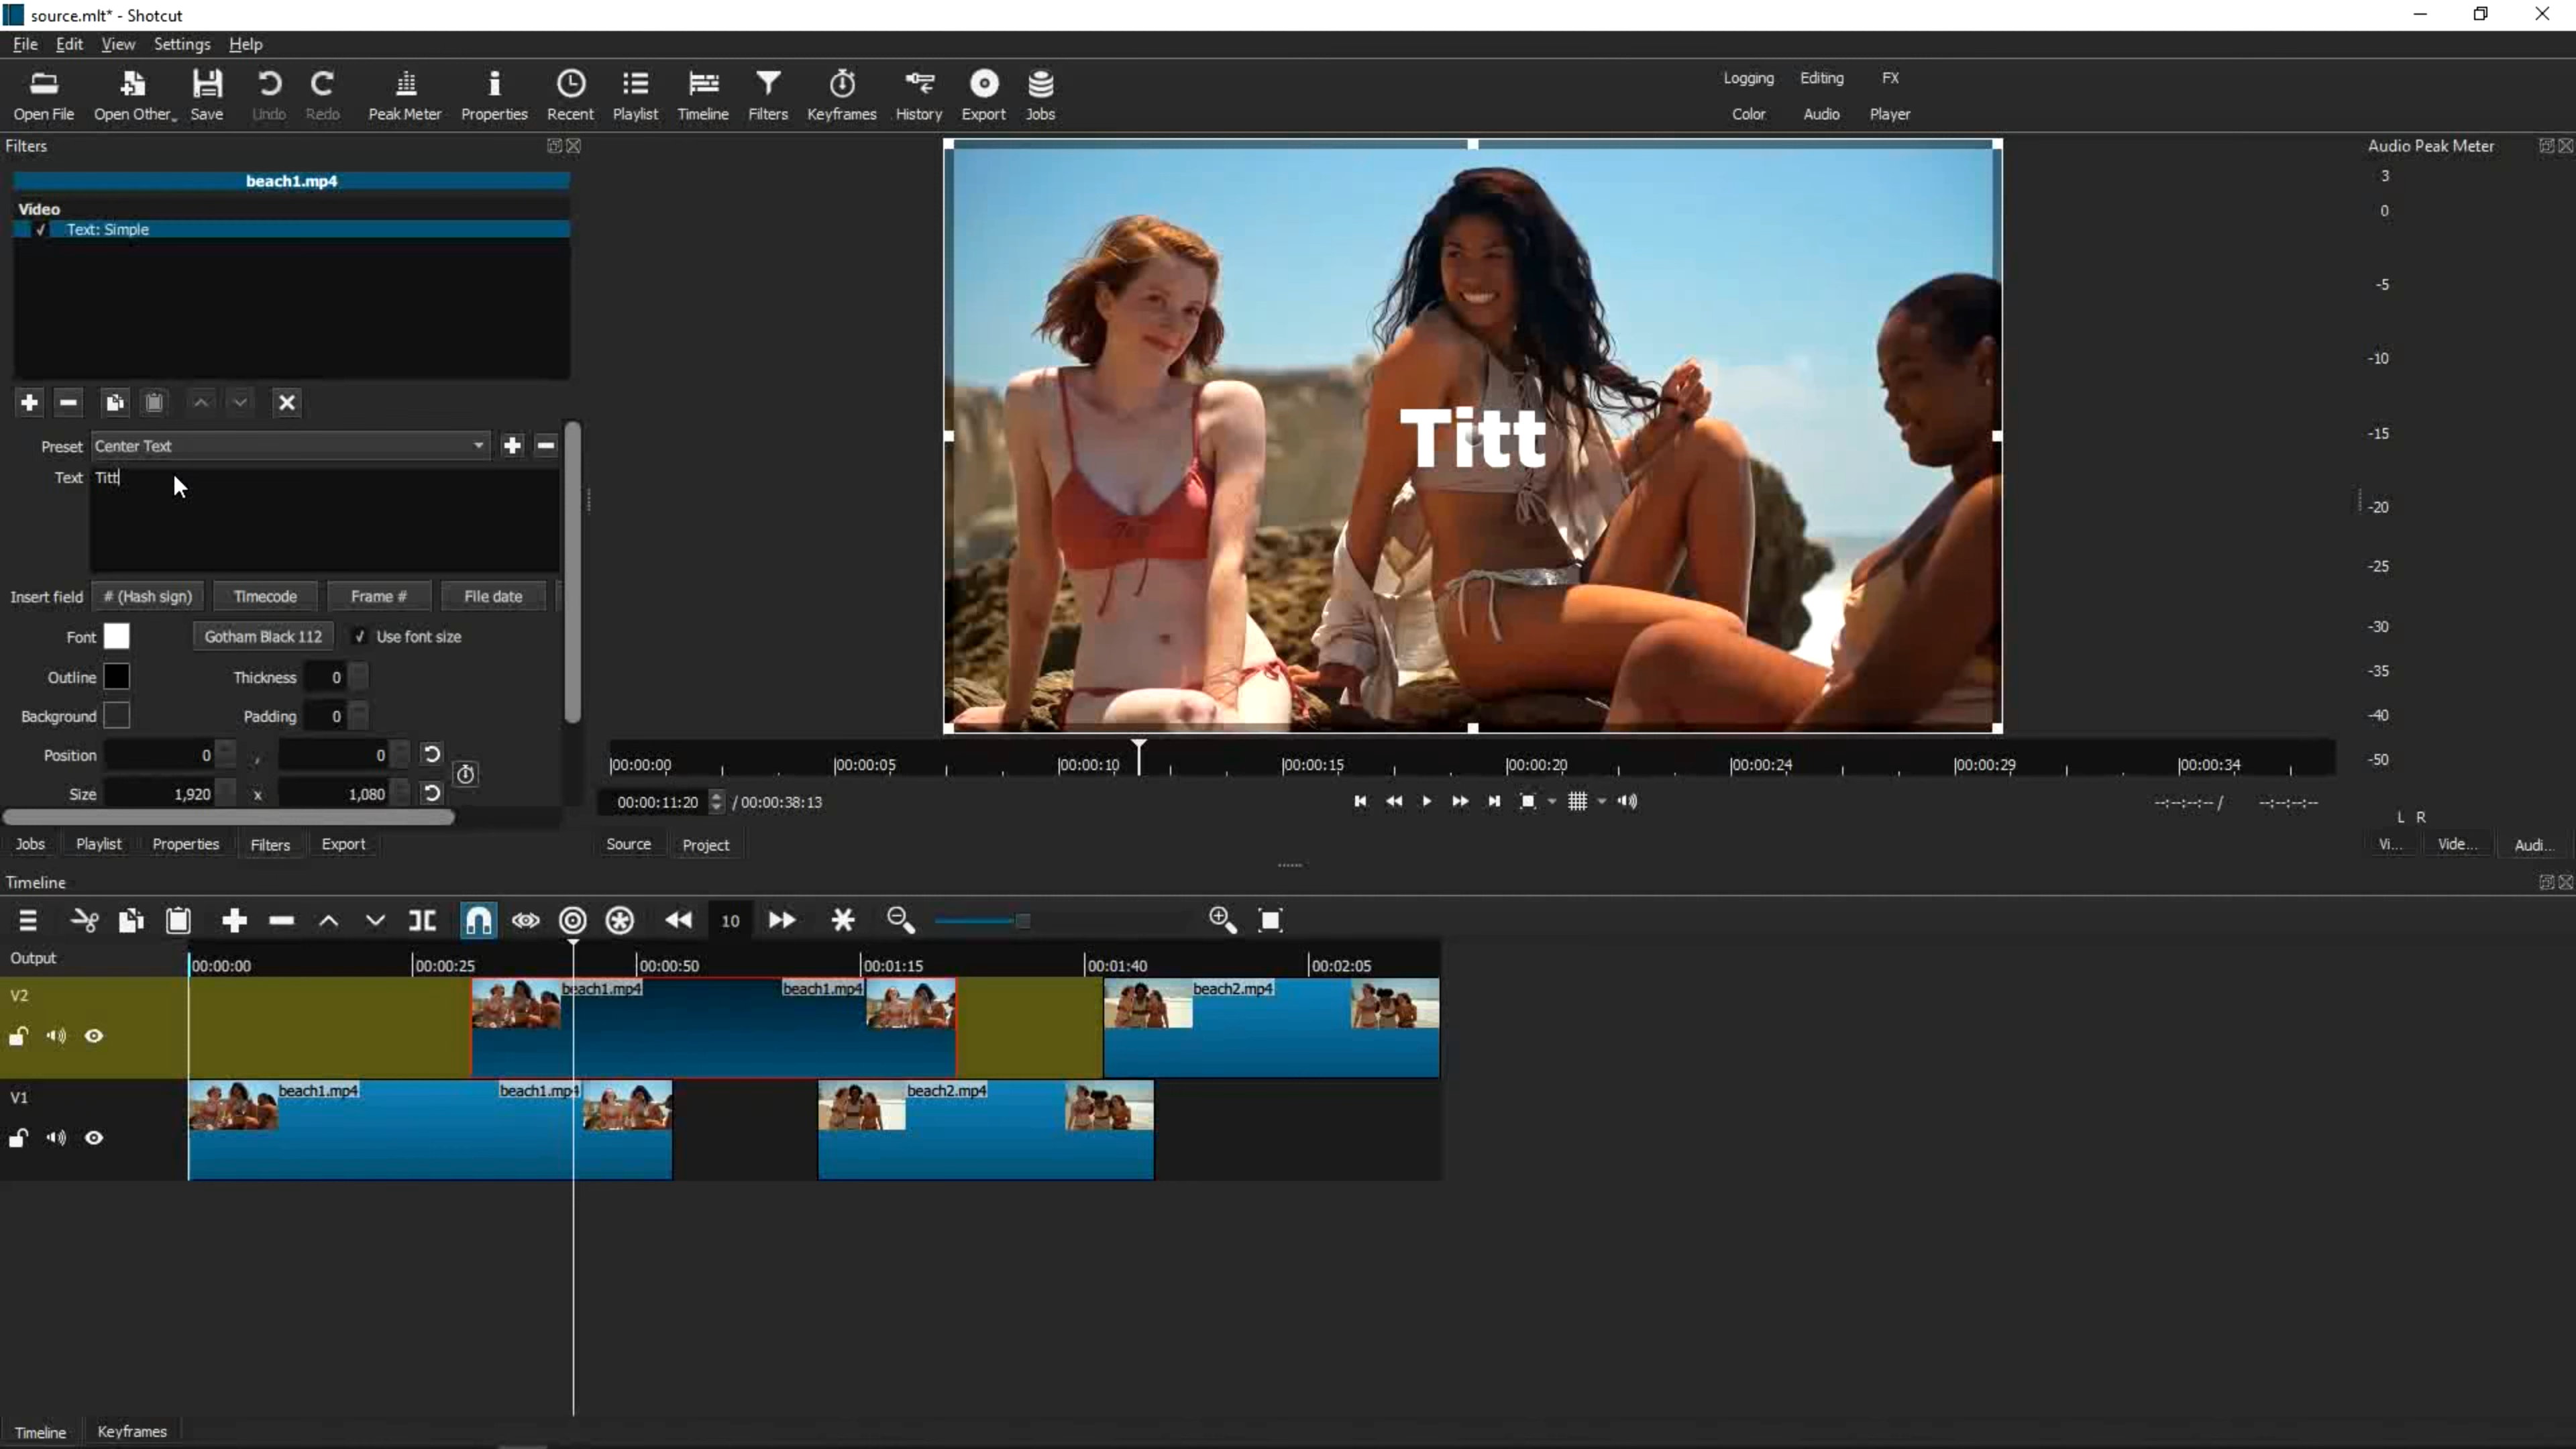 source.mlt* - Shotcut
File Edit View Settings Help
Open File Open Other... Save Undo Redo Peak Meter Properties Recent Playlist Timeline Filters Keyframes History Export Jobs
Logging Editing FX
Color Audio Player
Filters
beach1.mp4
Video
Text: Simple
Preset Center Text
Text Titt
Insert field # (Hash sign) Timecode Frame # File date
Font Gotham Black 112 Use font size
Outline Thickness 0
Background Padding 0
Position 0 , 0
Size 1,920 x 1,080
Jobs Playlist Properties Filters Export
Titt
00:00:00 00:00:05 00:00:10 00:00:15 00:00:20 00:00:24 00:00:29 00:00:34
00:00:11:20 / 00:00:38:13 --:--:--:-- / --:--:--:--
Source Project
Audio Peak Meter
3
0
-5
-10
-15
-20
-25
-30
-35
-40
-50
L R
Vi... Vide... Audi...
Timeline
10
Output 00:00:00 00:00:25 00:00:50 00:01:15 00:01:40 00:02:05
V2 beach1.mp4 beach1.mp4 beach2.mp4
V1 beach1.mp4 beach1.mp4 beach2.mp4
Timeline Keyframes